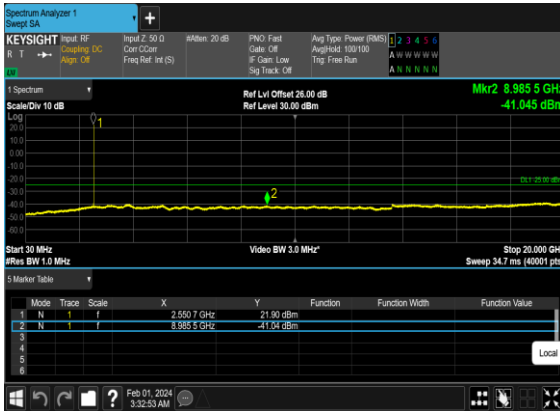 Spectrum Analyzer 1
Swept SA
+
KEYSIGHT
R T
Input: RF
Coupling: DC
Align: Off
Input Z: 50 Ω
Corr CCorr
Freq Ref: Int (S)
#Atten: 20 dB
PNO: Fast
Gate: Off
IF Gain: Low
Sig Track: Off
Avg Type: Power (RMS)
Avg|Hold: 100/100
Trig: Free Run
1 2 3 4 5 6
A W W W W W
A N N N N N
1 Spectrum
Scale/Div 10 dB
Ref Lvl Offset 26.00 dB
Ref Level 30.00 dBm
Mkr2 8.985 5 GHz
-41.045 dBm
Log
20.0
10.0
0.00
-10.0
-20.0
-30.0
-40.0
-50.0
-60.0
1
2
DL1 -25.00 dBm
Start 30 MHz
#Res BW 1.0 MHz
Video BW 3.0 MHz*
Stop 20.000 GHz
Sweep 34.7 ms (40001 pts)
5 Marker Table
Mode Trace Scale X Y Function Function Width Function Value
1 N 1 f 2.550 7 GHz 21.90 dBm
2 N 1 f 8.985 5 GHz -41.04 dBm
3
4
5
6
Local
?
Feb 01, 2024
3:32:53 AM